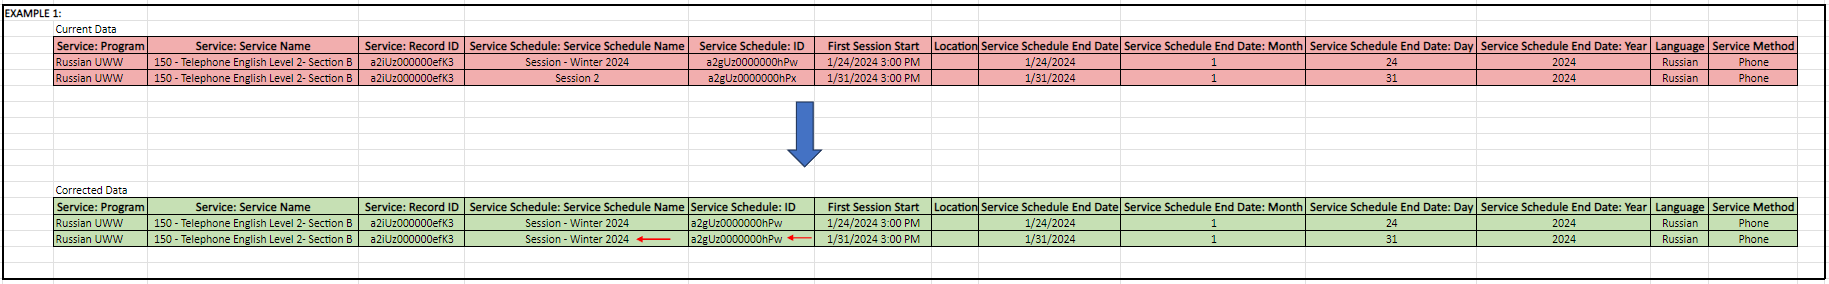 EXAMPLE 1:
Current Data
Service: Program Service: Service Name Service: Record ID Service Schedule: Service Schedule Name Service Schedule: ID First Session Start Location Service Schedule End Date Service Schedule End Date: Month Service Schedule End Date: Day Service Schedule End Date: Year Language Service Method
Russian UWW 150 - Telephone English Level 2- Section B a2iUz000000efK3 Session - Winter 2024 a2gUz0000000hPw 1/24/2024 3:00 PM 1/24/2024 1 24 2024 Russian Phone
Russian UWW 150 - Telephone English Level 2- Section B a2iUz000000efK3 Session 2 a2gUz0000000hPx 1/31/2024 3:00 PM 1/31/2024 1 31 2024 Russian Phone
Corrected Data
Service: Program Service: Service Name Service: Record ID Service Schedule: Service Schedule Name Service Schedule: ID First Session Start Location Service Schedule End Date Service Schedule End Date: Month Service Schedule End Date: Day Service Schedule End Date: Year Language Service Method
Russian UWW 150 - Telephone English Level 2- Section B a2iUz000000efK3 Session - Winter 2024 a2gUz0000000hPw 1/24/2024 3:00 PM 1/24/2024 1 24 2024 Russian Phone
Russian UWW 150 - Telephone English Level 2- Section B a2iUz000000efK3 Session - Winter 2024 a2gUz0000000hPw 1/31/2024 3:00 PM 1/31/2024 1 31 2024 Russian Phone